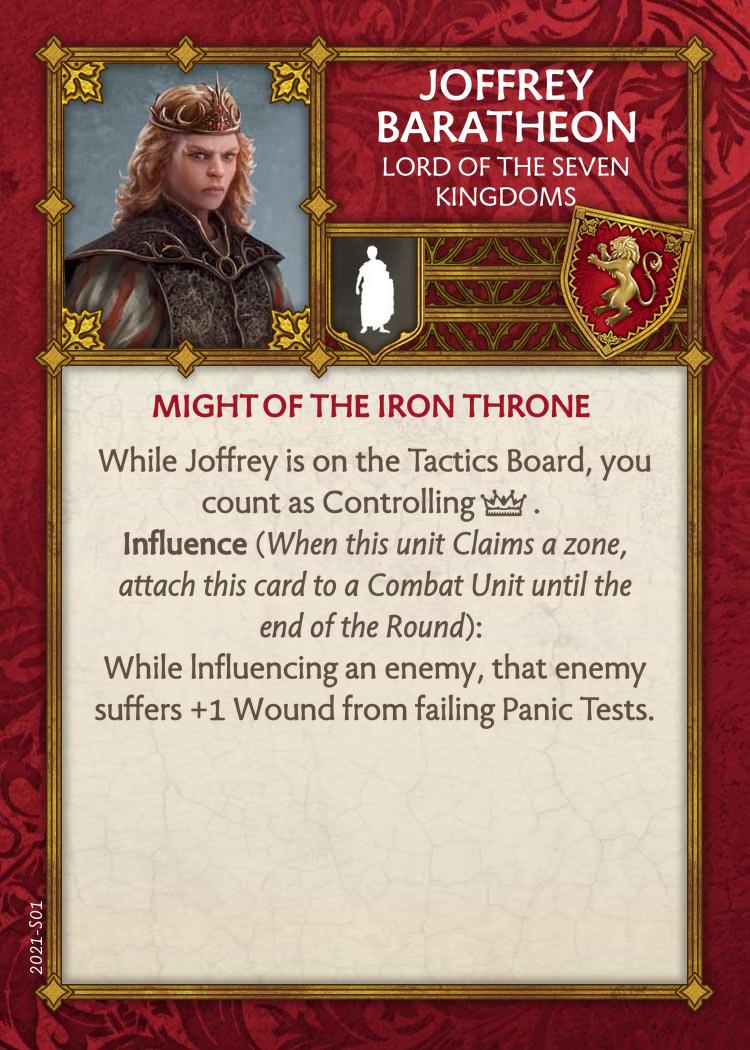 JOFFREY
BARATHEON
LORD OF THE SEVEN
KINGDOMS
MIGHT OF THE IRON THRONE
While Joffrey is on the Tactics Board, you
count as Controlling .
Influence (When this unit Claims a zone,
attach this card to a Combat Unit until the
end of the Round):
While Influencing an enemy, that enemy
suffers +1 Wound from failing Panic Tests.
2021-S01